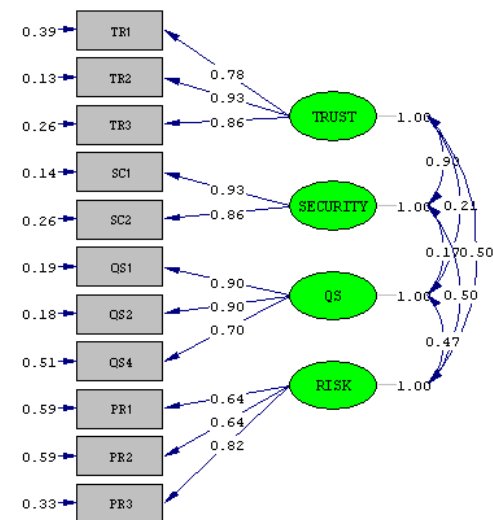 0.39 TR1
0.78
0.13 TR2
0.93
TRUST 1.00
0.26 TR3
0.86
0.90
0.14 SC1
0.93
SECURITY 1.00 0.21
0.26 SC2
0.86
0.17 0.50
0.19 QS1
0.90
QS 1.00 0.50
0.18 QS2
0.90
0.70
0.47
0.51 QS4
RISK 1.00
0.59 PR1
0.64
0.64
0.59 PR2
0.82
0.33 PR3